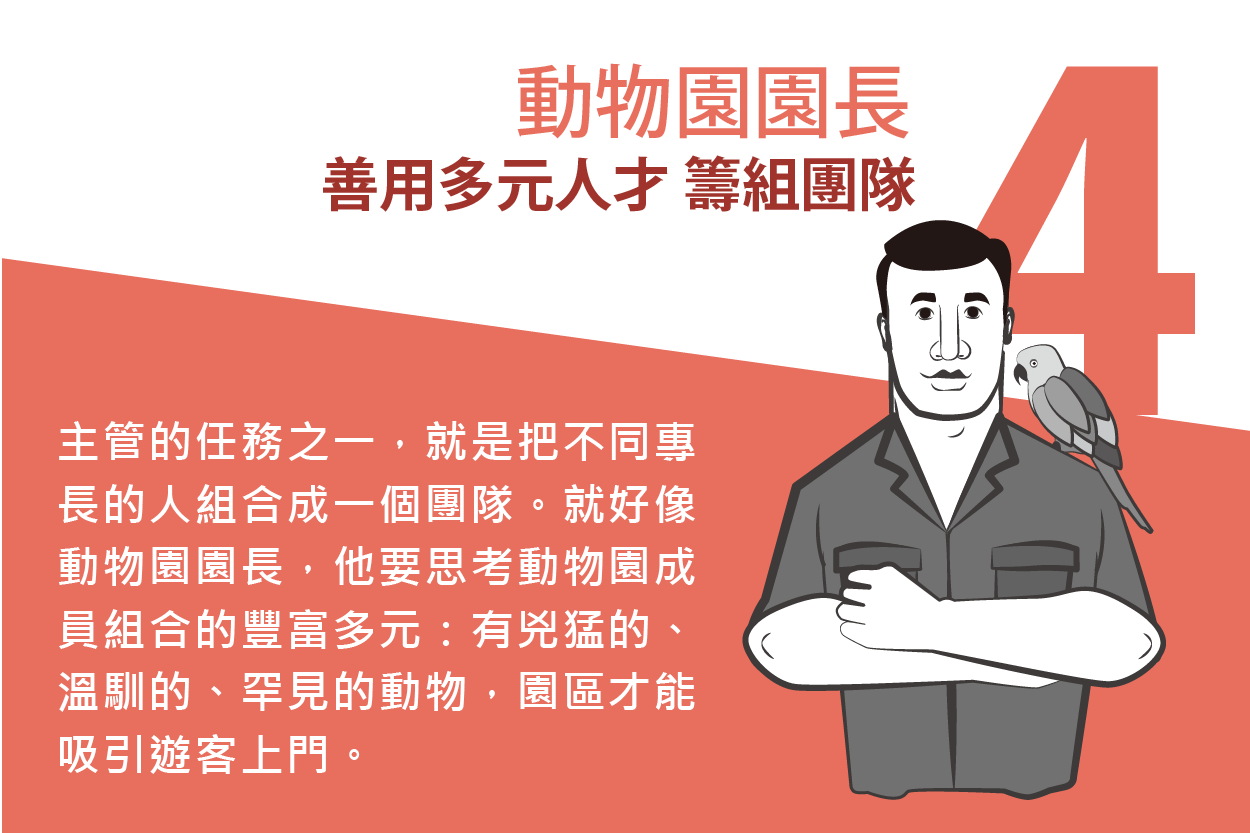 動物園園長
4
善用多元人才 籌組團隊
主管的任務之一，就是把不同專
長的人組合成一個團隊。就好像
動物園園長，他要思考動物園成
員組合的豐富多元：有兇猛的、
溫馴的、罕見的動物，園區才能
吸引遊客上門。